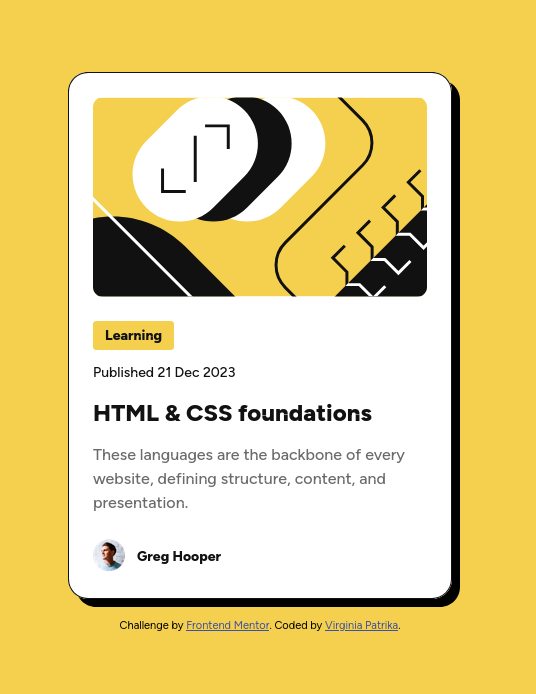 Learning
Published 21 Dec 2023
HTML & CSS foundations
These languages are the backbone of every
website, defining structure, content, and
presentation.
Greg Hooper
Challenge by Frontend Mentor. Coded by Virginia Patrika.